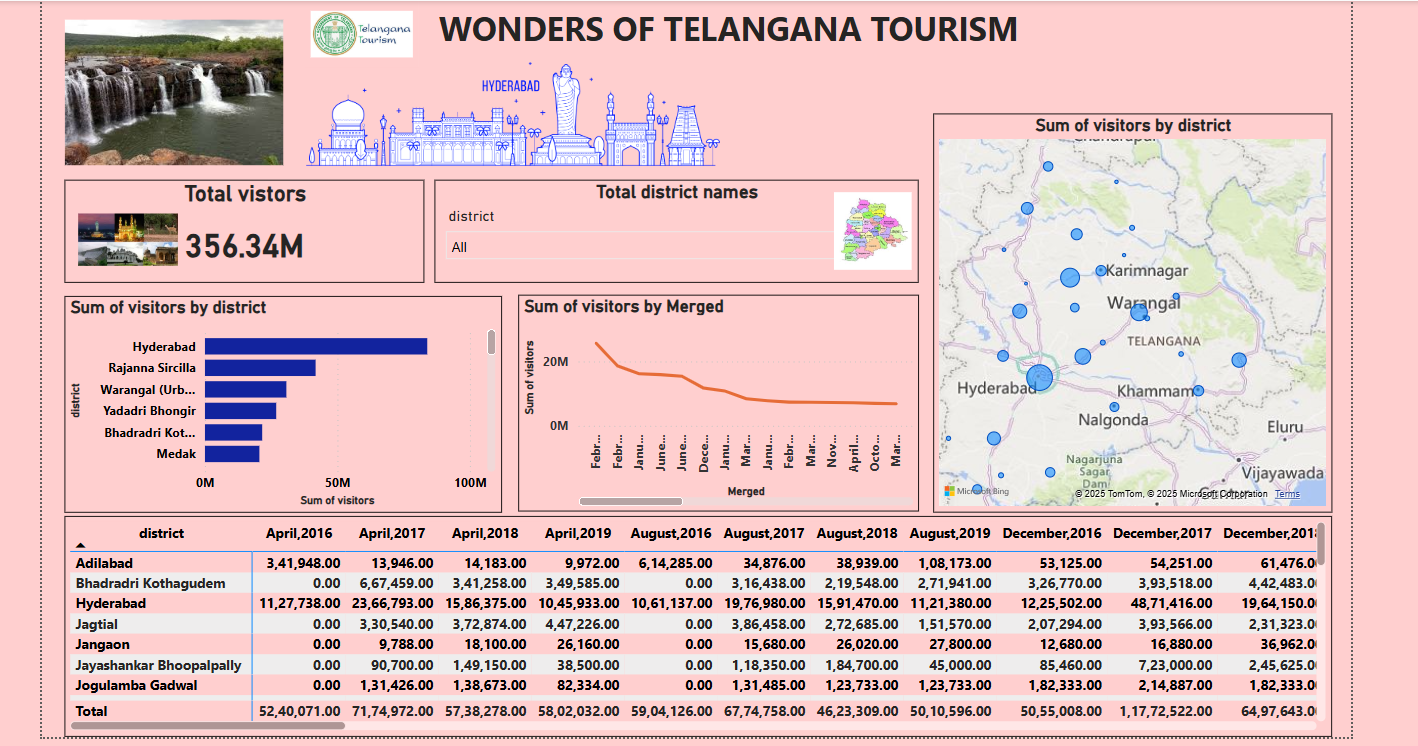 WONDERS OF TELANGANA TOURISM
Telangana
Tourism
HYDERABAD
Total vistors
356.34M
Total district names
district
All
Sum of visitors by district
Karimnagar
Warangal
TELANGANA
Hyderabad
Khammam
Nalgonda
Eluru
Nagarjuna
Sagar
Dam
Vijayawada
Microsoft Bing
© 2025 TomTom, © 2025 Microsoft Corporation Terms
Sum of visitors by district
district
Hyderabad
Rajanna Sircilla
Warangal (Urb...
Yadadri Bhongir
Bhadradri Kot...
Medak
0M 50M 100M
Sum of visitors
Sum of visitors by Merged
Sum of visitors
20M
0M
Febr... Febr... Janu... June... June... Dece... Janu... Mar... Janu... Febr... Mar... Nov... April... Octo... Mar...
Merged
district April,2016 April,2017 April,2018 April,2019 August,2016 August,2017 August,2018 August,2019 December,2016 December,2017 December,201
Adilabad 3,41,948.00 13,946.00 14,183.00 9,972.00 6,14,285.00 34,876.00 38,939.00 1,08,173.00 53,125.00 54,251.00 61,476.0
Bhadradri Kothagudem 0.00 6,67,459.00 3,41,258.00 3,49,585.00 0.00 3,16,438.00 2,19,548.00 2,71,941.00 3,26,770.00 3,93,518.00 4,42,483.0
Hyderabad 11,27,738.00 23,66,793.00 15,86,375.00 10,45,933.00 10,61,137.00 19,76,980.00 15,91,470.00 11,21,380.00 12,25,502.00 48,71,416.00 19,64,150.0
Jagtial 0.00 3,30,540.00 3,72,874.00 4,47,226.00 0.00 3,86,458.00 2,72,685.00 1,51,570.00 2,07,294.00 3,93,566.00 2,31,323.0
Jangaon 0.00 9,788.00 18,100.00 26,160.00 0.00 15,680.00 26,020.00 27,800.00 12,680.00 16,880.00 36,962.0
Jayashankar Bhoopalpally 0.00 90,700.00 1,49,150.00 38,500.00 0.00 1,18,350.00 1,84,700.00 45,000.00 85,460.00 7,23,000.00 2,45,625.0
Jogulamba Gadwal 0.00 1,31,426.00 1,38,673.00 82,334.00 0.00 1,31,485.00 1,23,733.00 1,23,733.00 1,82,333.00 2,14,887.00 1,82,333.0
Total 52,40,071.00 71,74,972.00 57,38,278.00 58,02,032.00 59,04,126.00 67,74,758.00 46,23,309.00 50,10,596.00 50,55,008.00 1,17,72,522.00 64,97,643.0